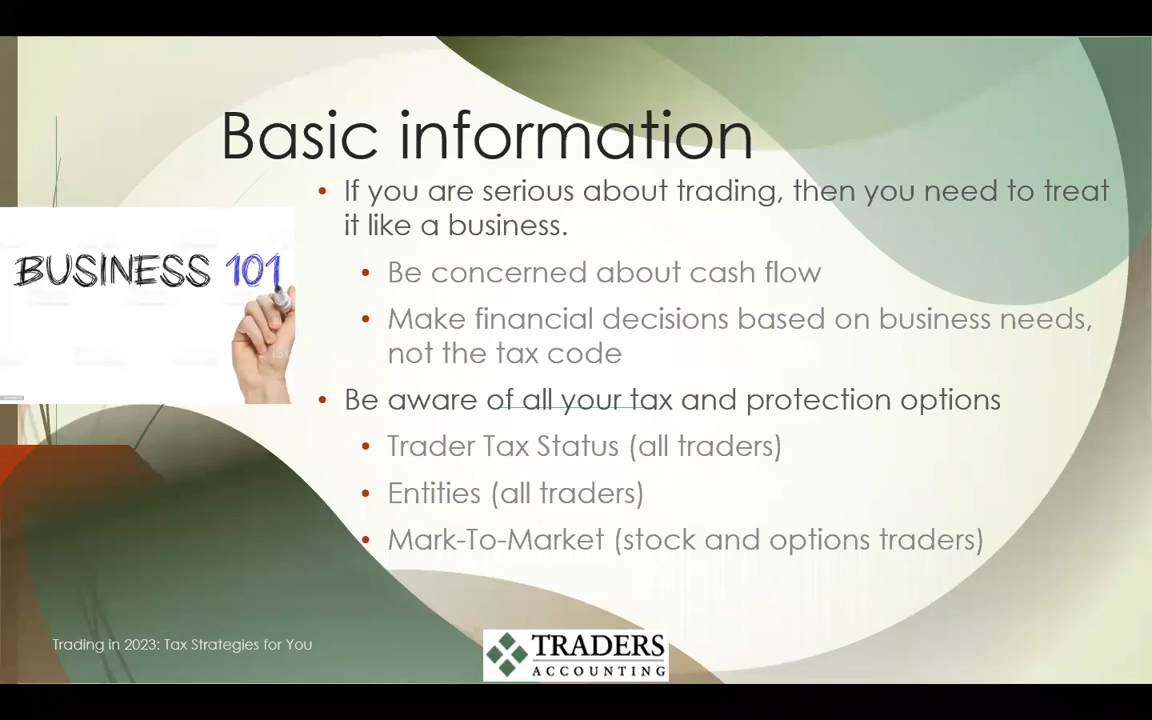 Basic information
• If you are serious about trading, then you need to treat
it like a business.
• Be concerned about cash flow
• Make financial decisions based on business needs,
not the tax code
• Be aware of all your tax and protection options
• Trader Tax Status (all traders)
• Entities (all traders)
• Mark-To-Market (stock and options traders)
BUSINESS 101
Trading in 2023: Tax Strategies for You
TRADERS
ACCOUNTING